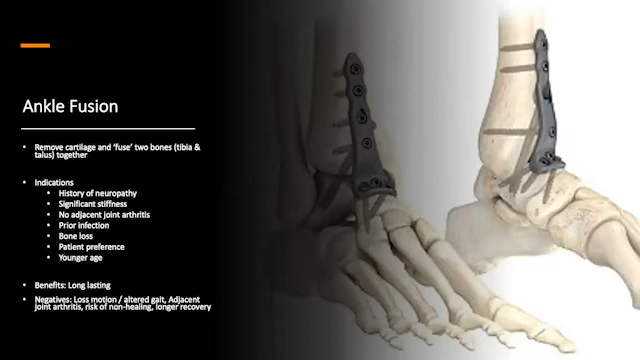 Ankle Fusion
• Remove cartilage and ‘fuse’ two bones (tibia &
talus) together
• Indications
• History of neuropathy
• Significant stiffness
• No adjacent joint arthritis
• Prior infection
• Bone loss
• Patient preference
• Younger age
• Benefits: Long lasting
• Negatives: Loss motion / altered gait, Adjacent
joint arthritis, risk of non-healing, longer recovery